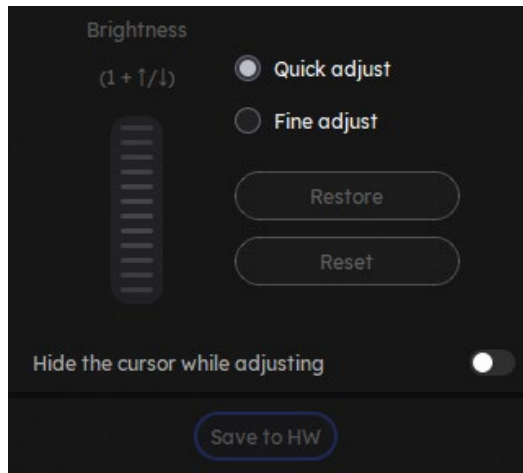 Brightness
(1 + ↑/↓)
Quick adjust
Fine adjust
Restore
Reset
Hide the cursor while adjusting
Save to HW